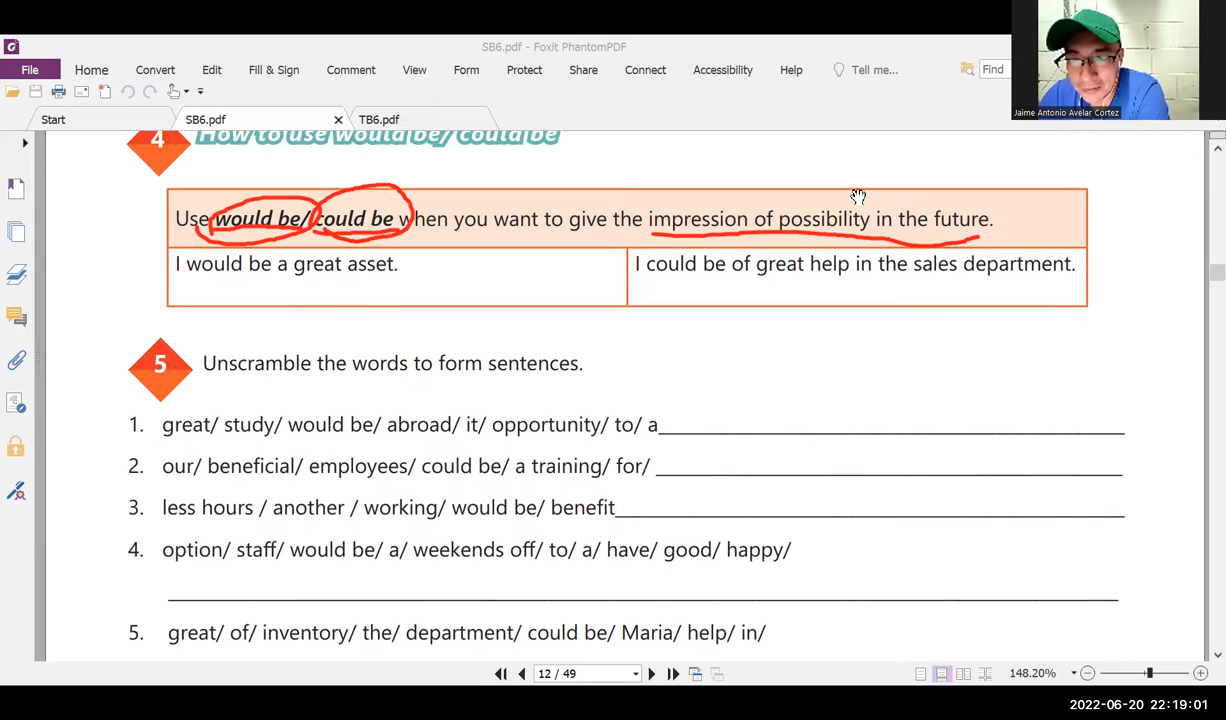 SB6.pdf - Foxit PhantomPDF
File Home Convert Edit Fill & Sign Comment View Form Protect Share Connect Accessibility Help Tell me... Find
Jaime Antonio Avelar Cortez
Start SB6.pdf TB6.pdf
4 How to use would be/ could be
Use would be/ could be when you want to give the impression of possibility in the future.
I would be a great asset. I could be of great help in the sales department.
5 Unscramble the words to form sentences.
1. great/ study/ would be/ abroad/ it/ opportunity/ to/ a
2. our/ beneficial/ employees/ could be/ a training/ for/
3. less hours / another / working/ would be/ benefit
4. option/ staff/ would be/ a/ weekends off/ to/ a/ have/ good/ happy/
5. great/ of/ inventory/ the/ department/ could be/ Maria/ help/ in/
12 / 49 148.20%
2022-06-20 22:19:01